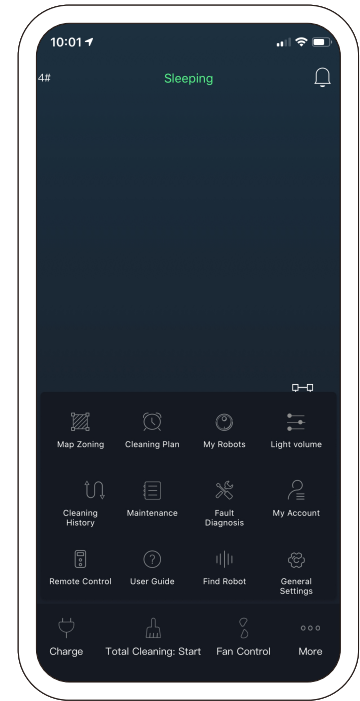 10:01
4#
Sleeping
Map Zoning
Cleaning Plan
My Robots
Light volume
Cleaning
History
Maintenance
Fault
Diagnosis
My Account
Remote Control
User Guide
Find Robot
General
Settings
Charge
Total Cleaning: Start
Fan Control
More